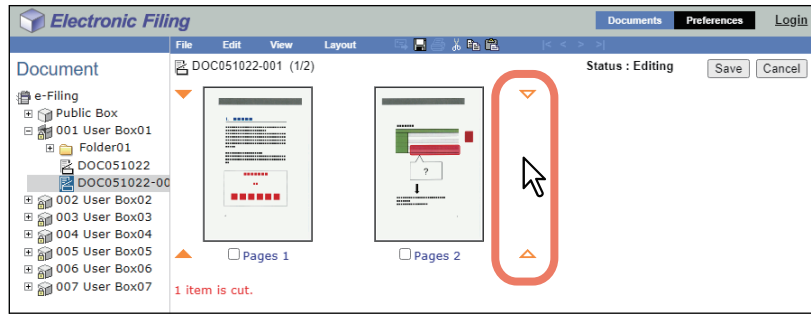 Electronic Filing
Documents Preferences Login
File Edit View Layout |< < > >|
Document
DOC051022-001 (1/2)
Status : Editing
Save Cancel
e-Filing
Public Box
001 User Box01
Folder01
DOC051022
DOC051022-00
002 User Box02
003 User Box03
004 User Box04
005 User Box05
006 User Box06
007 User Box07
?
Pages 1
Pages 2
1 item is cut.